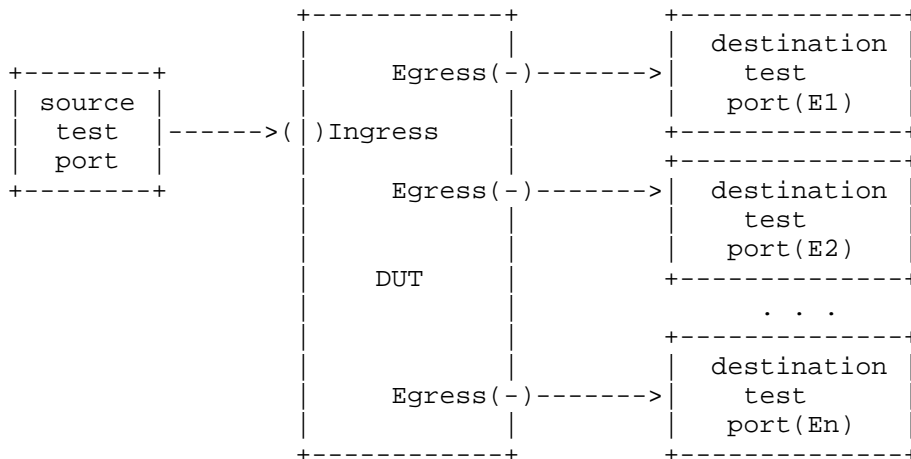 destination
Egress(-)------->
test
source
port(E1)
test
------>( )Ingress
port
Egress(-)------->
destination
test
port(E2)
DUT
. . .
destination
Egress(-)------->
test
port(En)